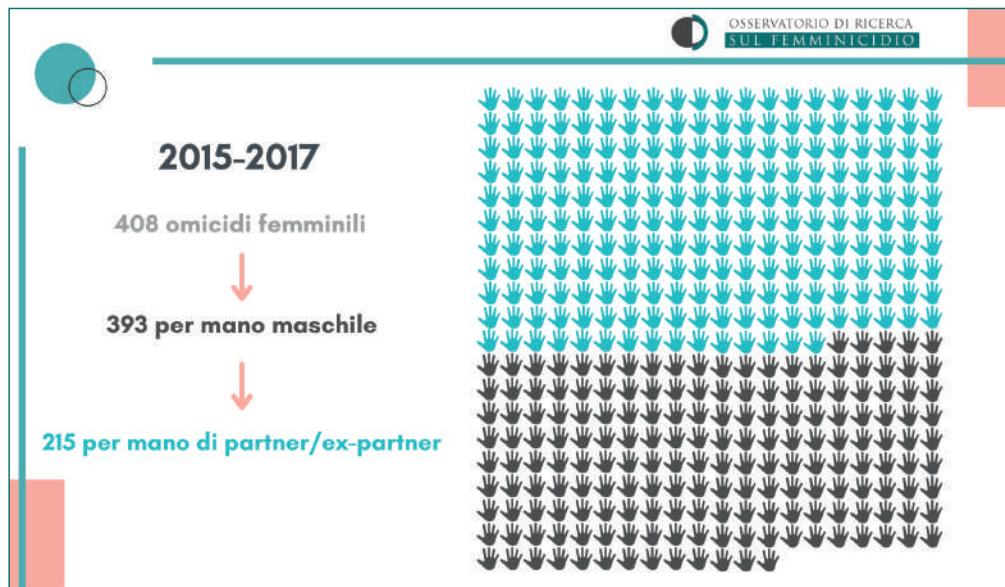 OSSERVATORIO DI RICERCA
SUL FEMMINICIDIO
2015-2017
408 omicidi femminili
393 per mano maschile
215 per mano di partner/ex-partner